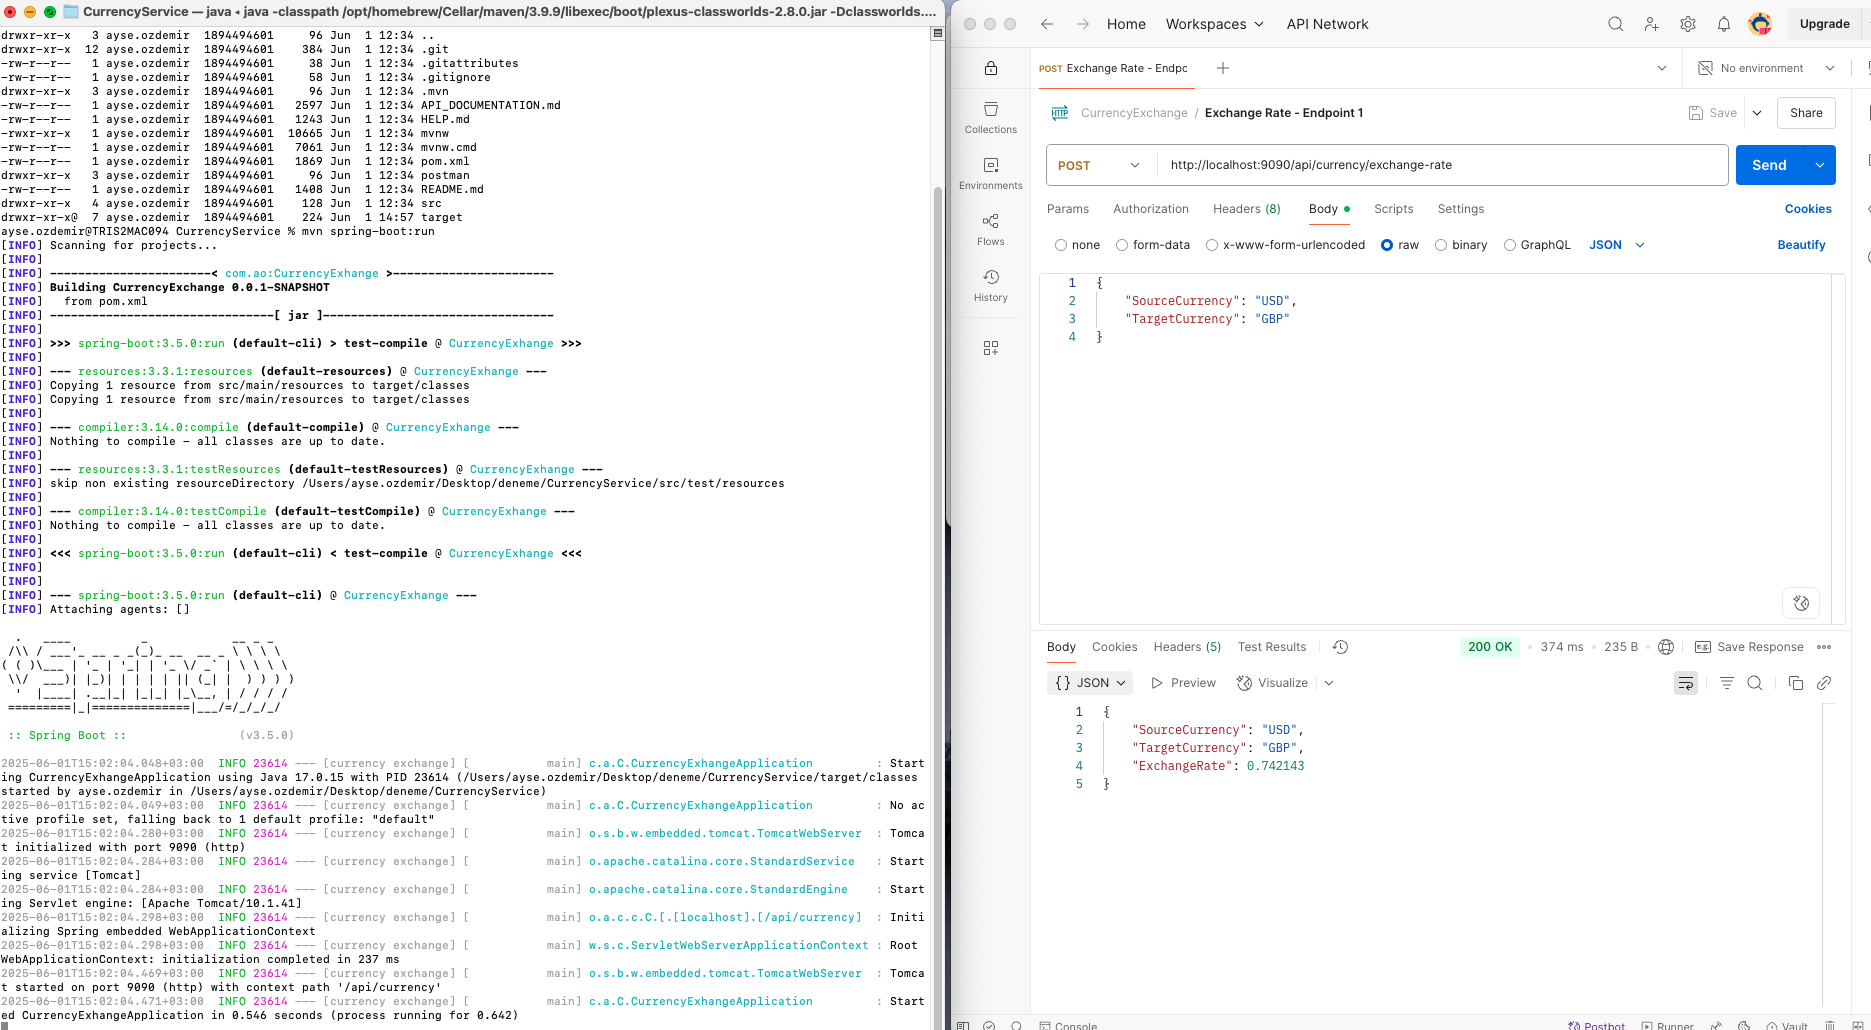 CurrencyService — java ◂ java -classpath /opt/homebrew/Cellar/maven/3.9.9/libexec/boot/plexus-classworlds-2.8.0.jar -Dclassworlds....
drwxr-xr-x   3 ayse.ozdemir  1894494601     96 Jun  1 12:34 ..
drwxr-xr-x  12 ayse.ozdemir  1894494601    384 Jun  1 12:34 .git
-rw-r--r--   1 ayse.ozdemir  1894494601     38 Jun  1 12:34 .gitattributes
-rw-r--r--   1 ayse.ozdemir  1894494601     58 Jun  1 12:34 .gitignore
drwxr-xr-x   3 ayse.ozdemir  1894494601     96 Jun  1 12:34 .mvn
-rw-r--r--   1 ayse.ozdemir  1894494601   2597 Jun  1 12:34 API_DOCUMENTATION.md
-rw-r--r--   1 ayse.ozdemir  1894494601   1243 Jun  1 12:34 HELP.md
-rwxr-xr-x   1 ayse.ozdemir  1894494601  10665 Jun  1 12:34 mvnw
-rw-r--r--   1 ayse.ozdemir  1894494601   7061 Jun  1 12:34 mvnw.cmd
-rw-r--r--   1 ayse.ozdemir  1894494601   1869 Jun  1 12:34 pom.xml
drwxr-xr-x   3 ayse.ozdemir  1894494601     96 Jun  1 12:34 postman
-rw-r--r--   1 ayse.ozdemir  1894494601   1408 Jun  1 12:34 README.md
drwxr-xr-x   4 ayse.ozdemir  1894494601    128 Jun  1 12:34 src
drwxr-xr-x@  7 ayse.ozdemir  1894494601    224 Jun  1 14:57 target
ayse.ozdemir@TRIS2MAC094 CurrencyService % mvn spring-boot:run
[INFO] Scanning for projects...
[INFO]
[INFO] -----------------------< com.ao:CurrencyExhange >-----------------------
[INFO] Building CurrencyExchange 0.0.1-SNAPSHOT
[INFO]   from pom.xml
[INFO] --------------------------------[ jar ]---------------------------------
[INFO]
[INFO] >>> spring-boot:3.5.0:run (default-cli) > test-compile @ CurrencyExhange >>>
[INFO]
[INFO] --- resources:3.3.1:resources (default-resources) @ CurrencyExhange ---
[INFO] Copying 1 resource from src/main/resources to target/classes
[INFO] Copying 1 resource from src/main/resources to target/classes
[INFO]
[INFO] --- compiler:3.14.0:compile (default-compile) @ CurrencyExhange ---
[INFO] Nothing to compile - all classes are up to date.
[INFO]
[INFO] --- resources:3.3.1:testResources (default-testResources) @ CurrencyExhange ---
[INFO] skip non existing resourceDirectory /Users/ayse.ozdemir/Desktop/deneme/CurrencyService/src/test/resources
[INFO]
[INFO] --- compiler:3.14.0:testCompile (default-testCompile) @ CurrencyExhange ---
[INFO] Nothing to compile - all classes are up to date.
[INFO]
[INFO] <<< spring-boot:3.5.0:run (default-cli) < test-compile @ CurrencyExhange <<<
[INFO]
[INFO]
[INFO] --- spring-boot:3.5.0:run (default-cli) @ CurrencyExhange ---
[INFO] Attaching agents: []
:: Spring Boot ::                (v3.5.0)
2025-06-01T15:02:04.048+03:00  INFO 23614 --- [currency exchange] [           main] c.a.C.CurrencyExhangeApplication         : Start
ing CurrencyExhangeApplication using Java 17.0.15 with PID 23614 (/Users/ayse.ozdemir/Desktop/deneme/CurrencyService/target/classes
started by ayse.ozdemir in /Users/ayse.ozdemir/Desktop/deneme/CurrencyService)
2025-06-01T15:02:04.049+03:00  INFO 23614 --- [currency exchange] [           main] c.a.C.CurrencyExhangeApplication         : No ac
tive profile set, falling back to 1 default profile: "default"
2025-06-01T15:02:04.280+03:00  INFO 23614 --- [currency exchange] [           main] o.s.b.w.embedded.tomcat.TomcatWebServer  : Tomca
t initialized with port 9090 (http)
2025-06-01T15:02:04.284+03:00  INFO 23614 --- [currency exchange] [           main] o.apache.catalina.core.StandardService   : Start
ing service [Tomcat]
2025-06-01T15:02:04.284+03:00  INFO 23614 --- [currency exchange] [           main] o.apache.catalina.core.StandardEngine    : Start
ing Servlet engine: [Apache Tomcat/10.1.41]
2025-06-01T15:02:04.298+03:00  INFO 23614 --- [currency exchange] [           main] o.a.c.c.C.[.[localhost].[/api/currency]  : Initi
alizing Spring embedded WebApplicationContext
2025-06-01T15:02:04.298+03:00  INFO 23614 --- [currency exchange] [           main] w.s.c.ServletWebServerApplicationContext : Root
WebApplicationContext: initialization completed in 237 ms
2025-06-01T15:02:04.469+03:00  INFO 23614 --- [currency exchange] [           main] o.s.b.w.embedded.tomcat.TomcatWebServer  : Tomca
t started on port 9090 (http) with context path '/api/currency'
2025-06-01T15:02:04.471+03:00  INFO 23614 --- [currency exchange] [           main] c.a.C.CurrencyExhangeApplication         : Start
ed CurrencyExhangeApplication in 0.546 seconds (process running for 0.642)
Home Workspaces API Network Upgrade
POST Exchange Rate - Endpc No environment
Collections
Environments
Flows
History
HTTP CurrencyExchange / Exchange Rate - Endpoint 1 Save Share
POST http://localhost:9090/api/currency/exchange-rate Send
Params Authorization Headers (8) Body Scripts Settings Cookies
none form-data x-www-form-urlencoded raw binary GraphQL JSON Beautify
1 {
2     "SourceCurrency": "USD",
3     "TargetCurrency": "GBP"
4 }
Body Cookies Headers (5) Test Results 200 OK • 374 ms • 235 B Save Response
{} JSON Preview Visualize
1 {
2     "SourceCurrency": "USD",
3     "TargetCurrency": "GBP",
4     "ExchangeRate": 0.742143
5 }
Console Postbot Runner Vault